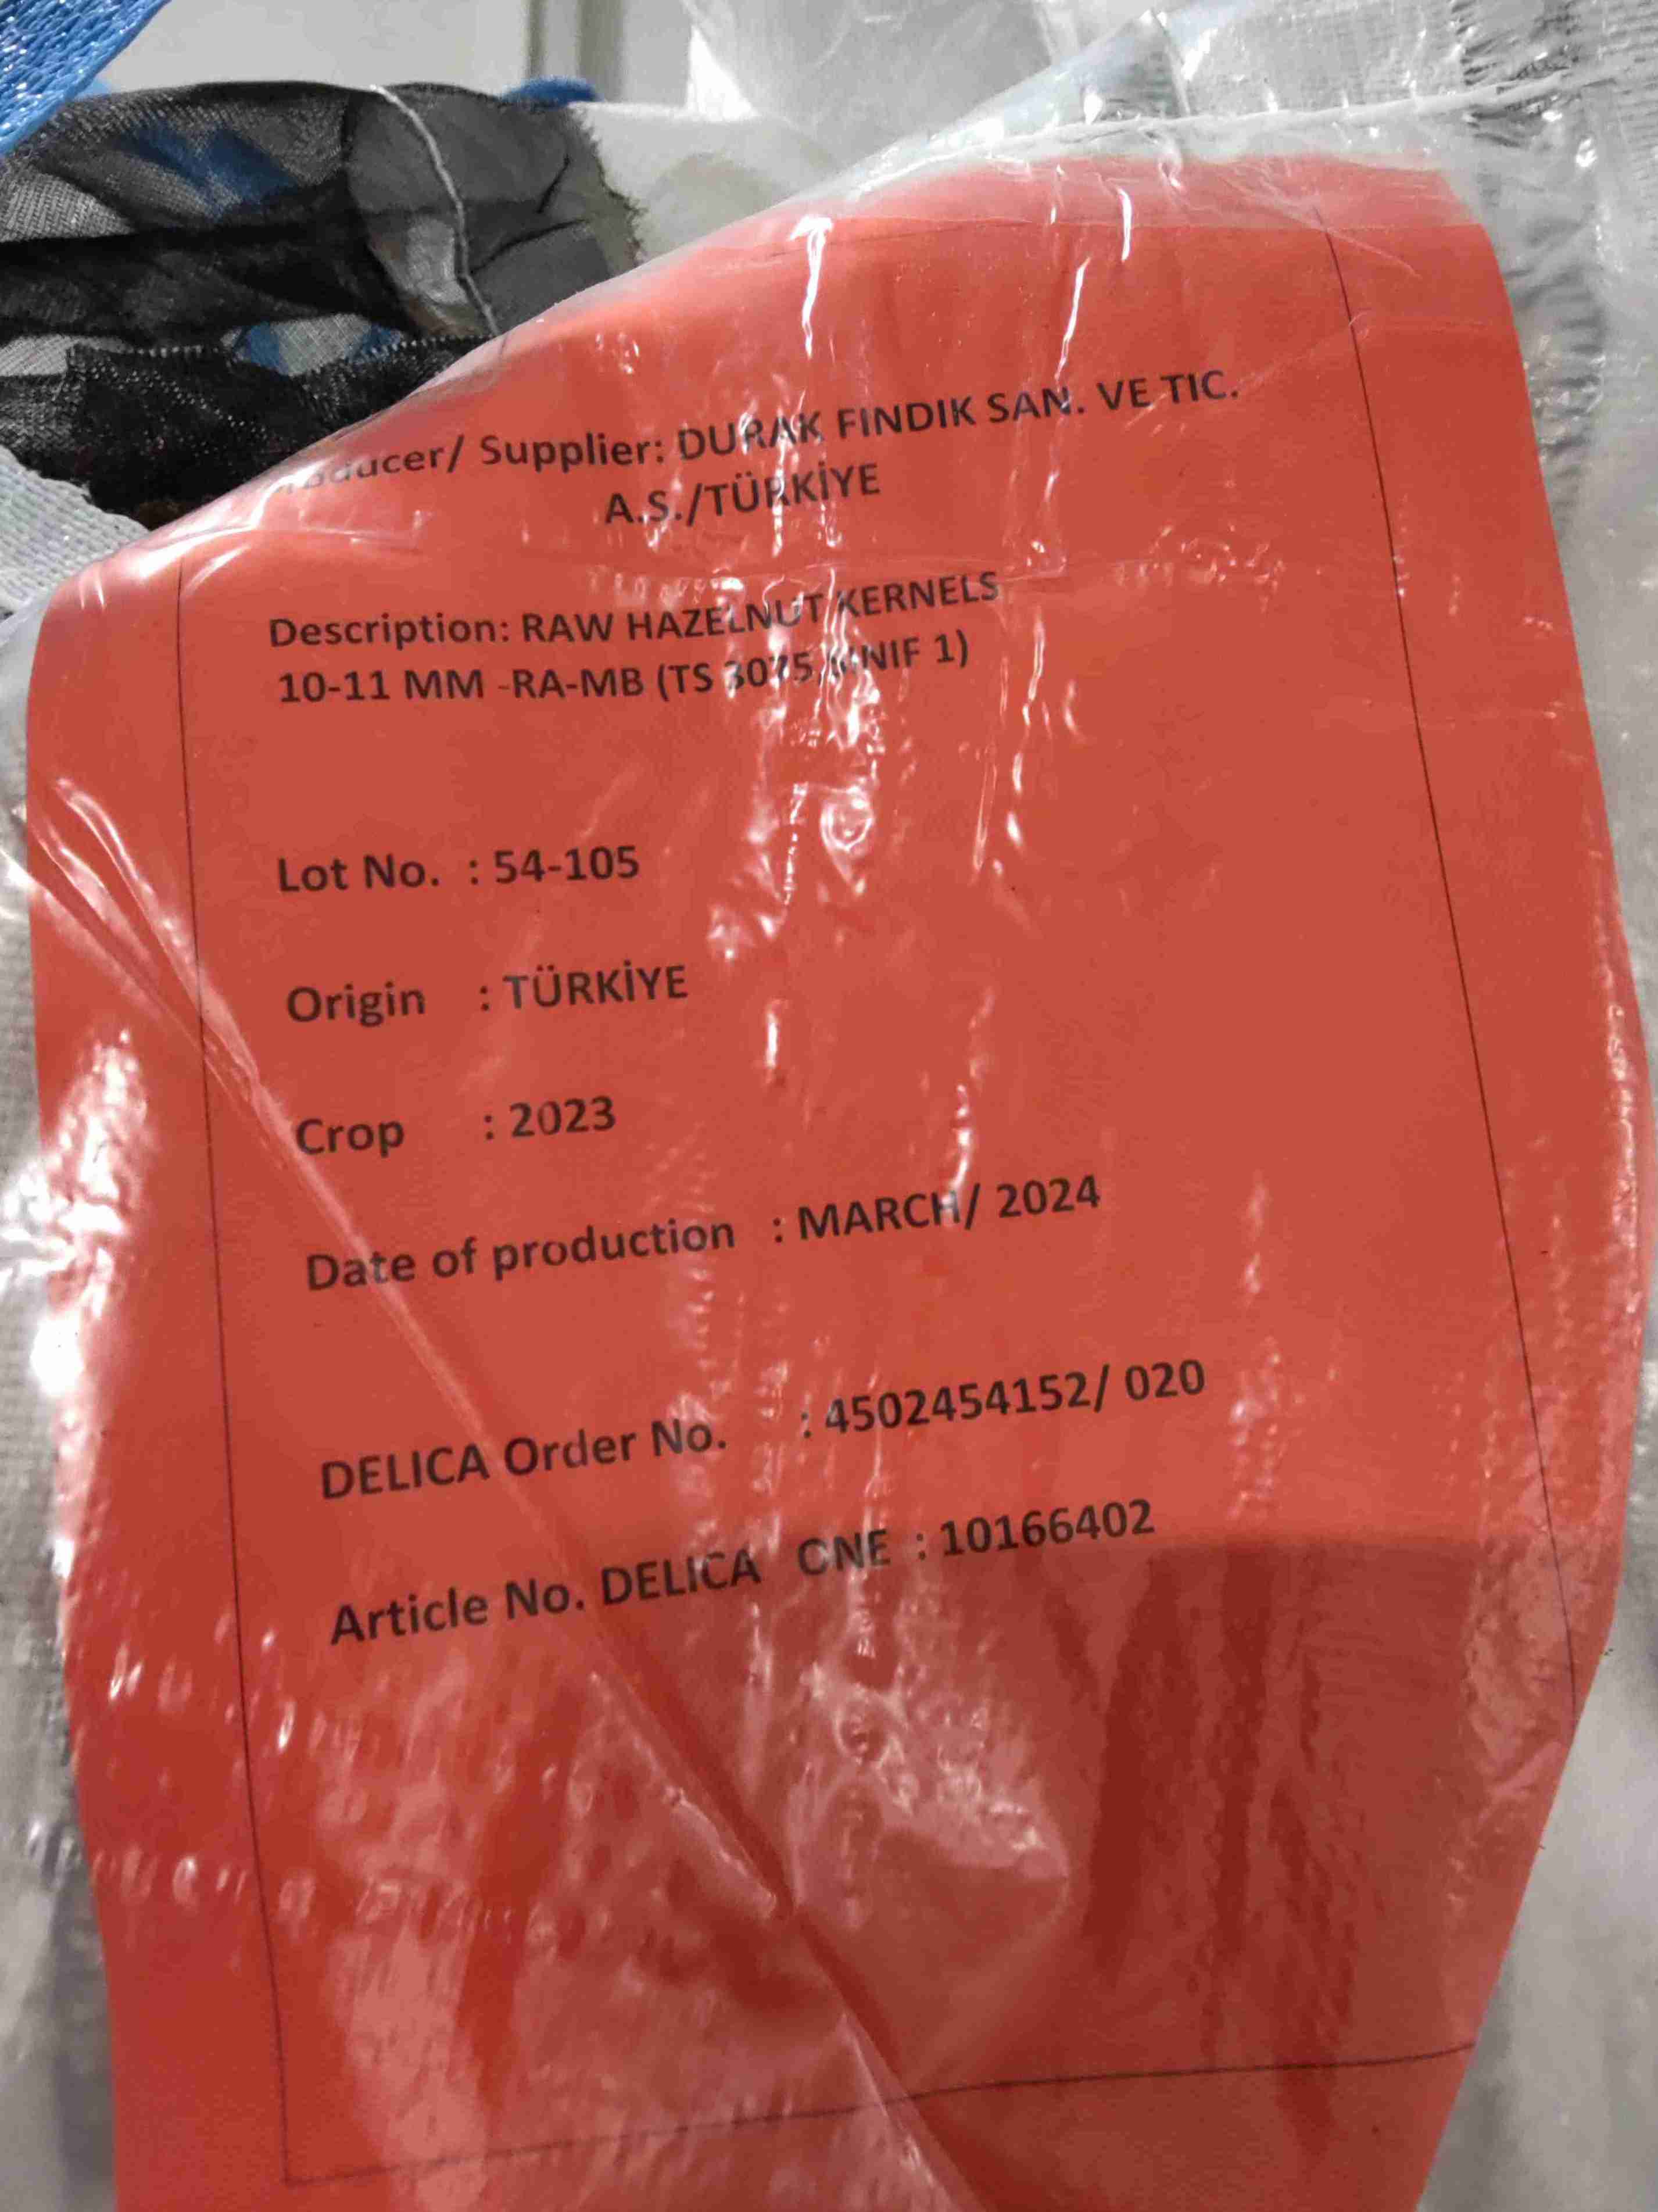 Producer/ Supplier: DURAK FINDIK SAN. VE TIC.
A.S./TÜRKİYE
Description: RAW HAZELNUT KERNELS
10-11 MM -RA-MB (TS 3075 SINIF 1)
Lot No. : 54-105
Origin : TÜRKİYE
Crop : 2023
Date of production : MARCH/ 2024
DELICA Order No. : 4502454152/ 020
Article No. DELICA ONE : 10166402